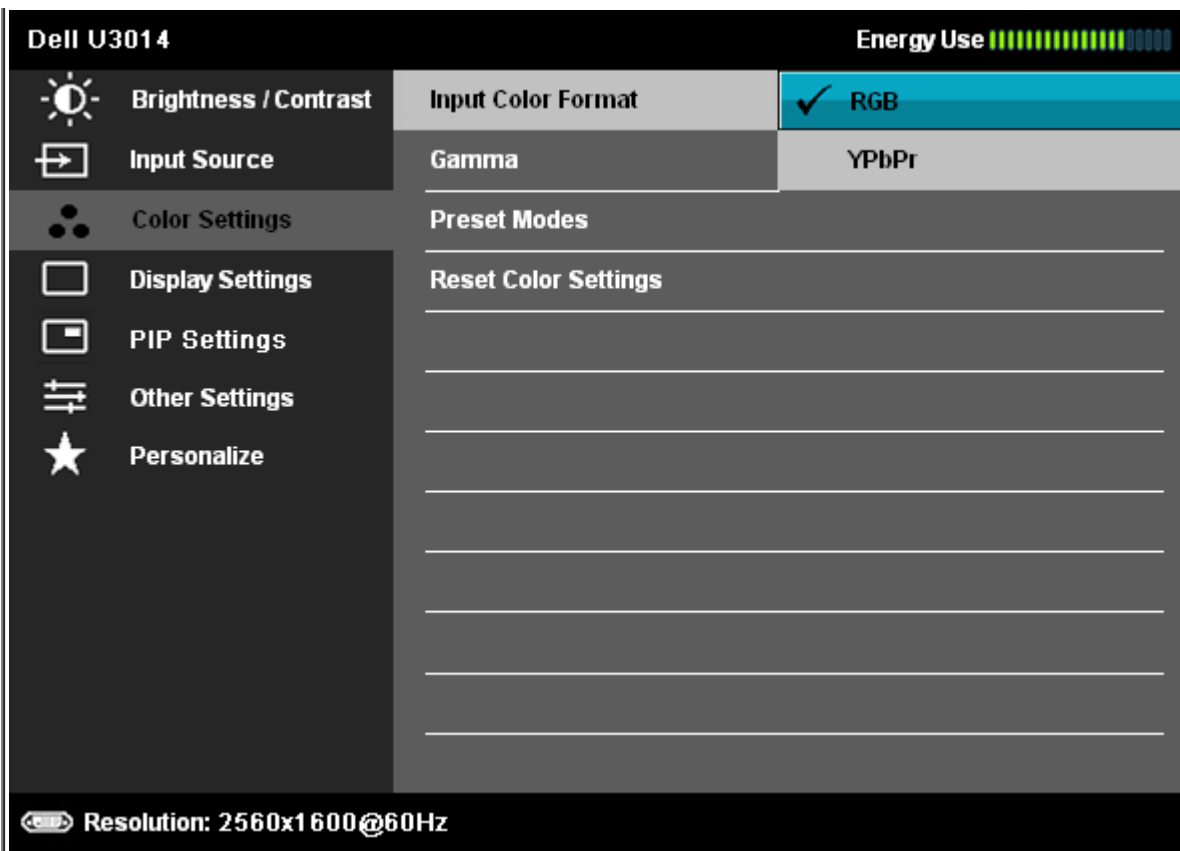 Dell U3014
Energy Use
Brightness / Contrast
Input Color Format
RGB
Input Source
Gamma
YPbPr
Color Settings
Preset Modes
Display Settings
Reset Color Settings
PIP Settings
Other Settings
Personalize
Resolution: 2560x1600@60Hz